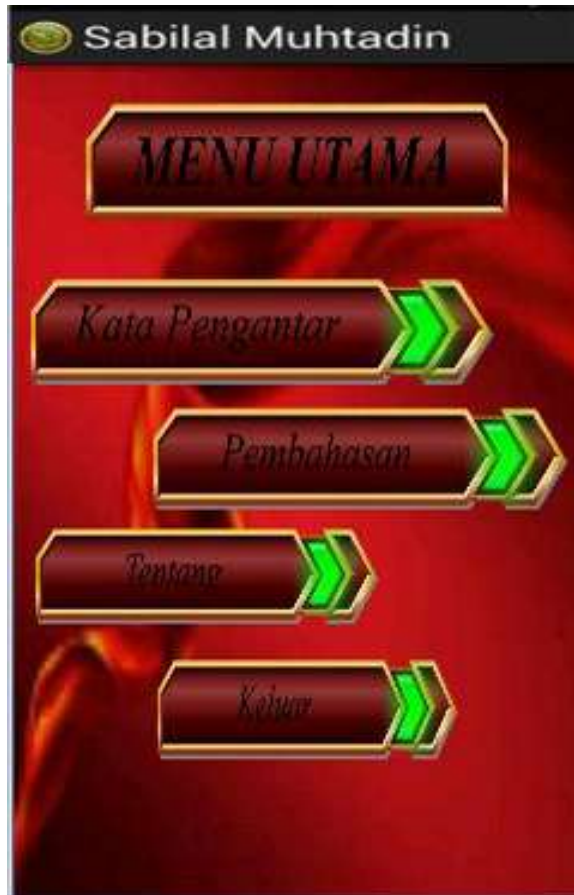 Sabilal Muhtadin
MENU UTAMA
Kata Pengantar
Pembahasan
Tentang
Keluar